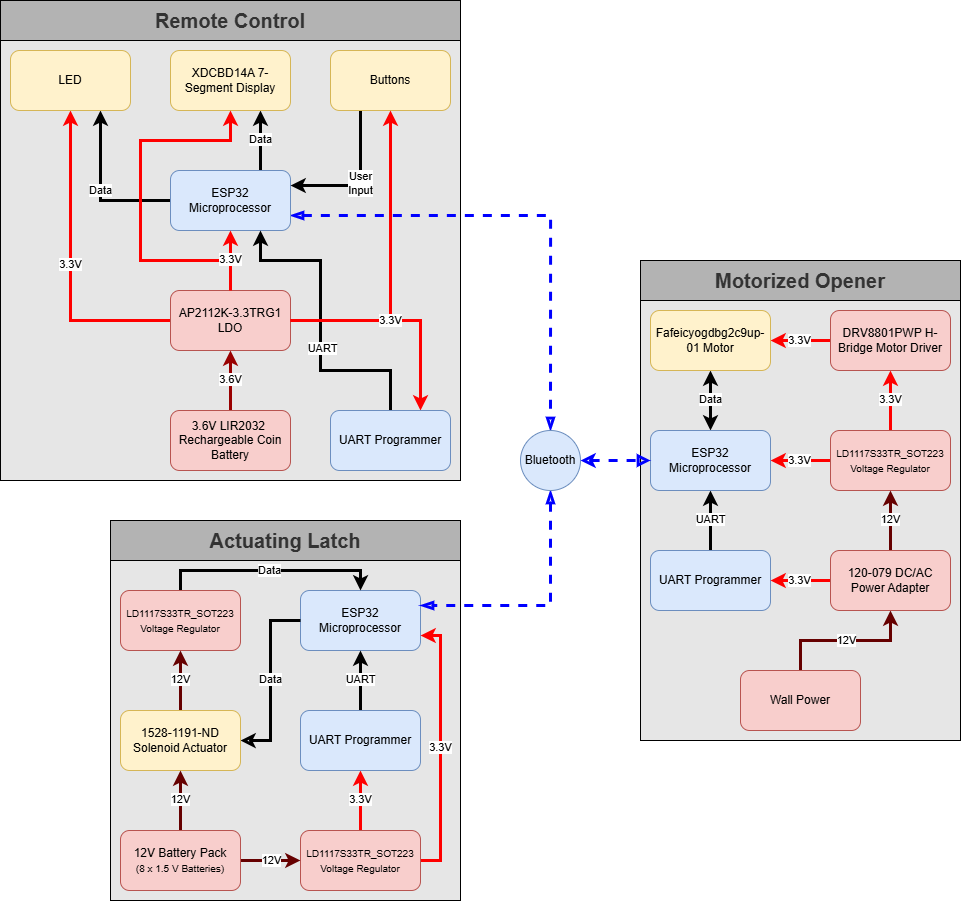 Remote Control
LED
XDCBD14A 7-
Segment Display
Buttons
Data
Data
User
Input
ESP32
Microprocessor
3.3V
3.3V
AP2112K-3.3TRG1
LDO
3.3V
UART
3.6V
3.6V LIR2032
Rechargeable Coin
Battery
UART Programmer
Bluetooth
Motorized Opener
Fafeicyogdbg2c9up-
01 Motor
3.3V
DRV8801PWP H-
Bridge Motor Driver
Data
3.3V
ESP32
Microprocessor
3.3V
LD1117S33TR_SOT223
Voltage Regulator
UART
12V
UART Programmer
3.3V
120-079 DC/AC
Power Adapter
12V
Wall Power
Actuating Latch
Data
LD1117S33TR_SOT223
Voltage Regulator
ESP32
Microprocessor
12V
Data
UART
1528-1191-ND
Solenoid Actuator
UART Programmer
3.3V
12V
3.3V
12V Battery Pack
(8 x 1.5 V Batteries)
12V
LD1117S33TR_SOT223
Voltage Regulator